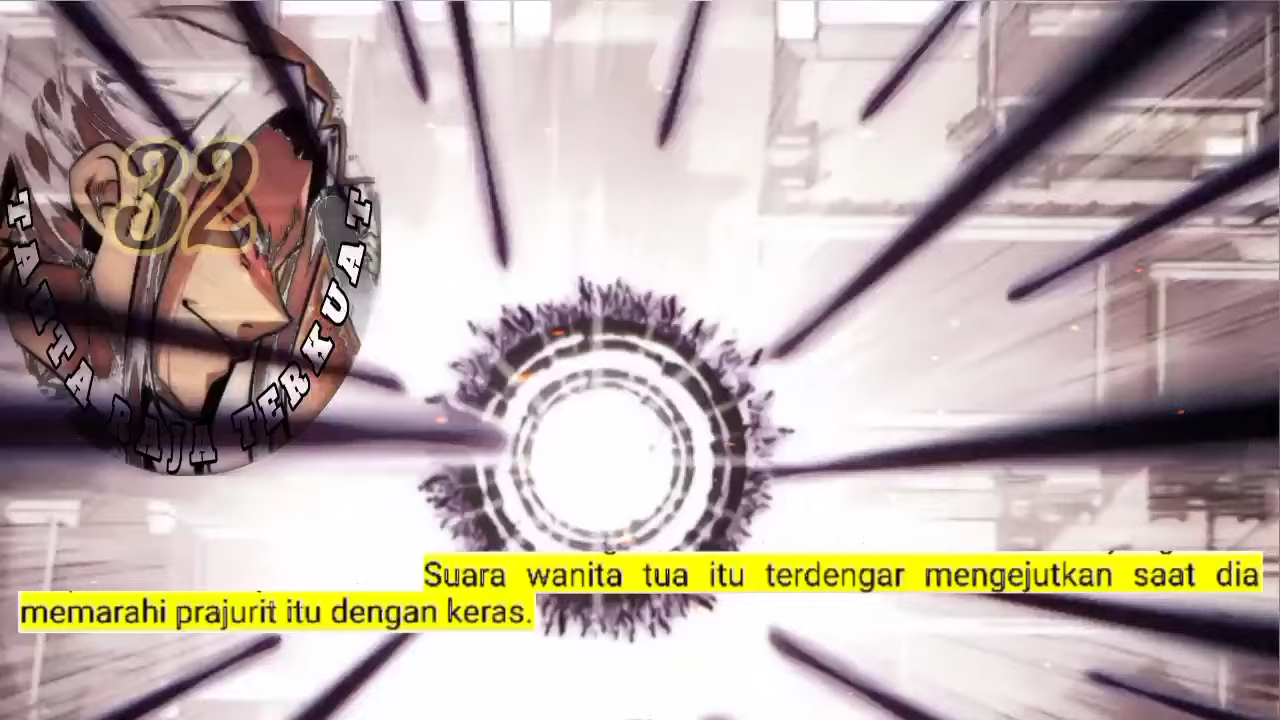 32
TAHTA RAJA TERKUAT
Suara wanita tua itu terdengar mengejutkan saat dia
memarahi prajurit itu dengan keras.